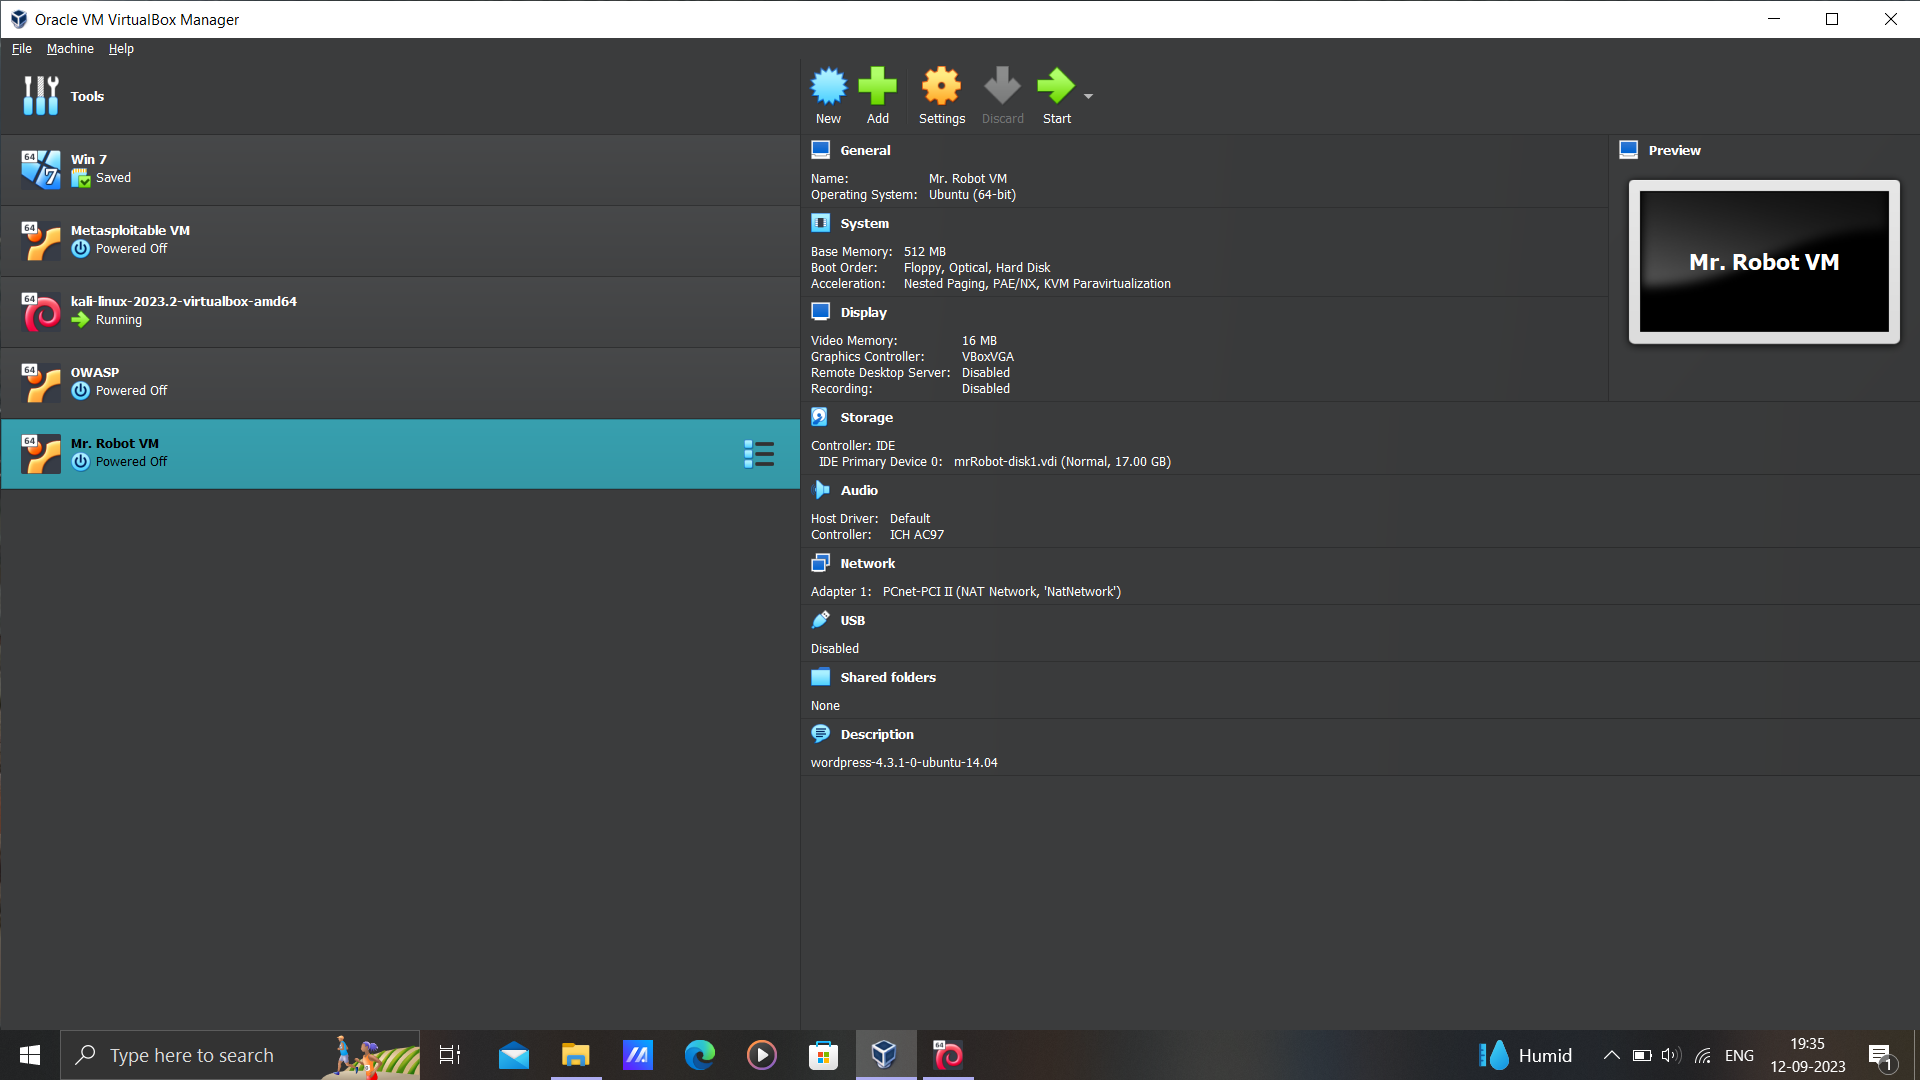 Oracle VM VirtualBox Manager
File Machine Help
Tools
New Add Settings Discard Start
64
Win 7
Saved
64
Metasploitable VM
Powered Off
64
kali-linux-2023.2-virtualbox-amd64
Running
64
OWASP
Powered Off
64
Mr. Robot VM
Powered Off
General
Name: Mr. Robot VM
Operating System: Ubuntu (64-bit)
System
Base Memory: 512 MB
Boot Order: Floppy, Optical, Hard Disk
Acceleration: Nested Paging, PAE/NX, KVM Paravirtualization
Display
Video Memory: 16 MB
Graphics Controller: VBoxVGA
Remote Desktop Server: Disabled
Recording: Disabled
Storage
Controller: IDE
IDE Primary Device 0: mrRobot-disk1.vdi (Normal, 17.00 GB)
Audio
Host Driver: Default
Controller: ICH AC97
Network
Adapter 1: PCnet-PCI II (NAT Network, 'NatNetwork')
USB
Disabled
Shared folders
None
Description
wordpress-4.3.1-0-ubuntu-14.04
Preview
Mr. Robot VM
Type here to search
64
Humid
ENG
19:35
12-09-2023
1